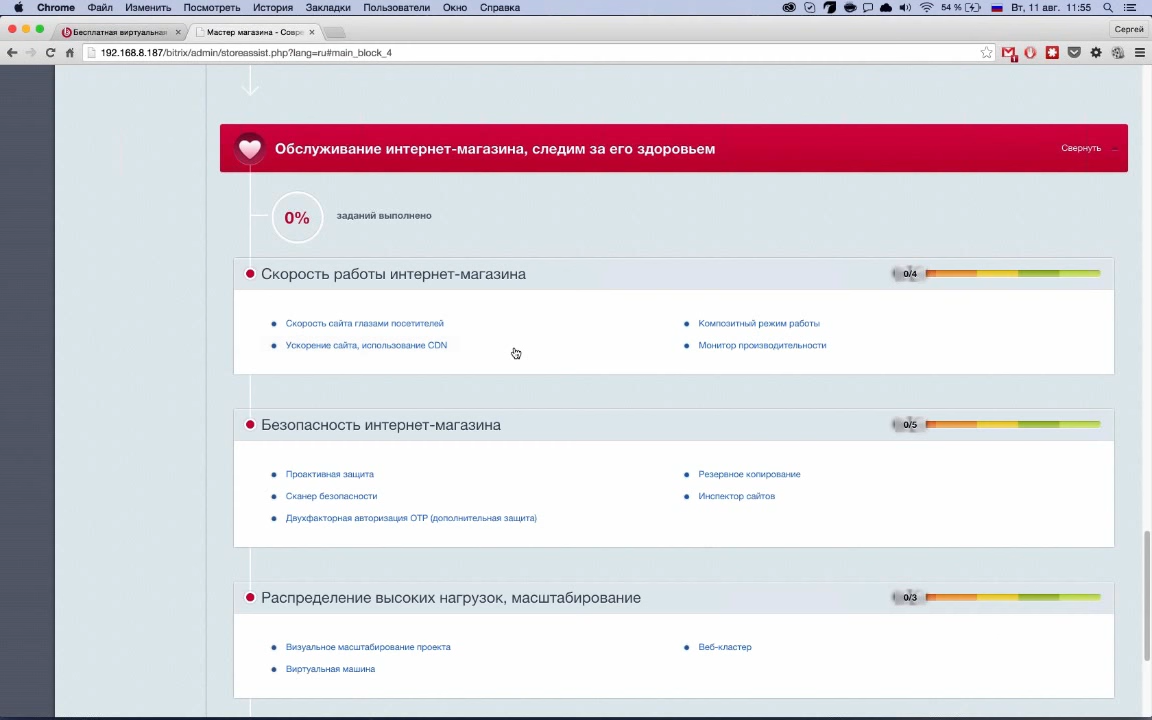 Chrome Файл Изменить Посмотреть История Закладки Пользователи Окно Справка 54 % Вт, 11 авг. 11:55
Бесплатная виртуальная × Мастер магазина - Совре × Сергей
192.168.8.187/bitrix/admin/storeassist.php?lang=ru#main_block_4
Обслуживание интернет-магазина, следим за его здоровьем Свернуть
0% заданий выполнено
Скорость работы интернет-магазина 0/4
Скорость сайта глазами посетителей Композитный режим работы
Ускорение сайта, использование CDN Монитор производительности
Безопасность интернет-магазина 0/5
Проактивная защита Резервное копирование
Сканер безопасности Инспектор сайтов
Двухфакторная авторизация OTP (дополнительная защита)
Распределение высоких нагрузок, масштабирование 0/3
Визуальное масштабирование проекта Веб-кластер
Виртуальная машина